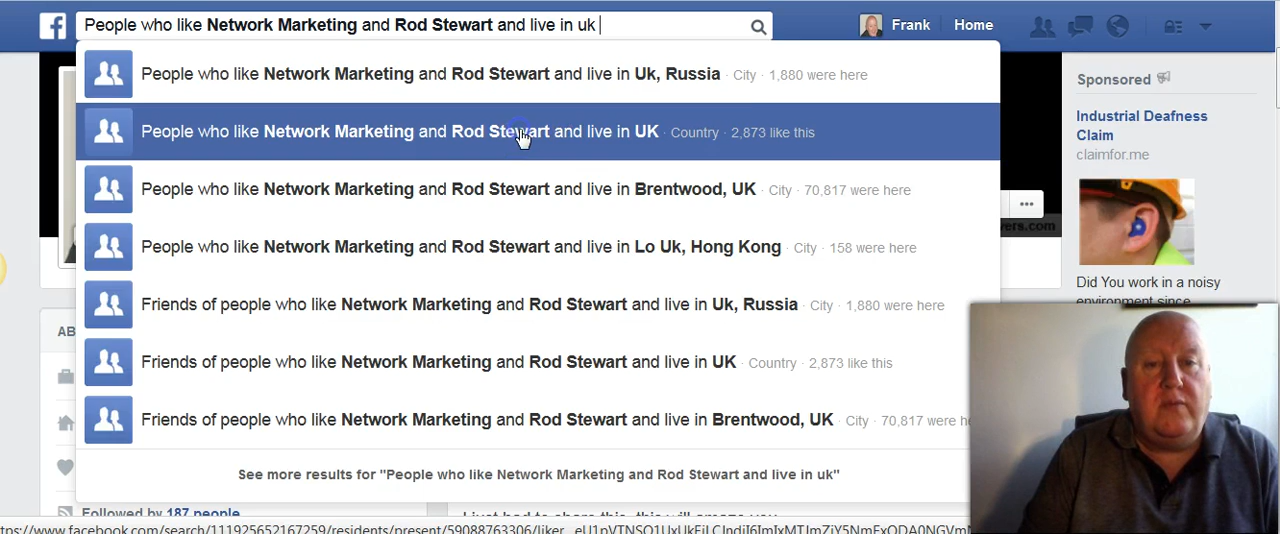 People who like Network Marketing and Rod Stewart and live in uk
Frank Home
People who like Network Marketing and Rod Stewart and live in Uk, Russia · City · 1,880 were here
People who like Network Marketing and Rod Stewart and live in UK · Country · 2,873 like this
People who like Network Marketing and Rod Stewart and live in Brentwood, UK · City · 70,817 were here
People who like Network Marketing and Rod Stewart and live in Lo Uk, Hong Kong · City · 158 were here
Friends of people who like Network Marketing and Rod Stewart and live in Uk, Russia · City · 1,880 were here
Friends of people who like Network Marketing and Rod Stewart and live in UK · Country · 2,873 like this
Friends of people who like Network Marketing and Rod Stewart and live in Brentwood, UK · City · 70,817 were he
See more results for "People who like Network Marketing and Rod Stewart and live in uk"
Sponsored
Industrial Deafness
Claim
claimfor.me
Did You work in a noisy
environment since
vers.com
AB
Followed by 187 people